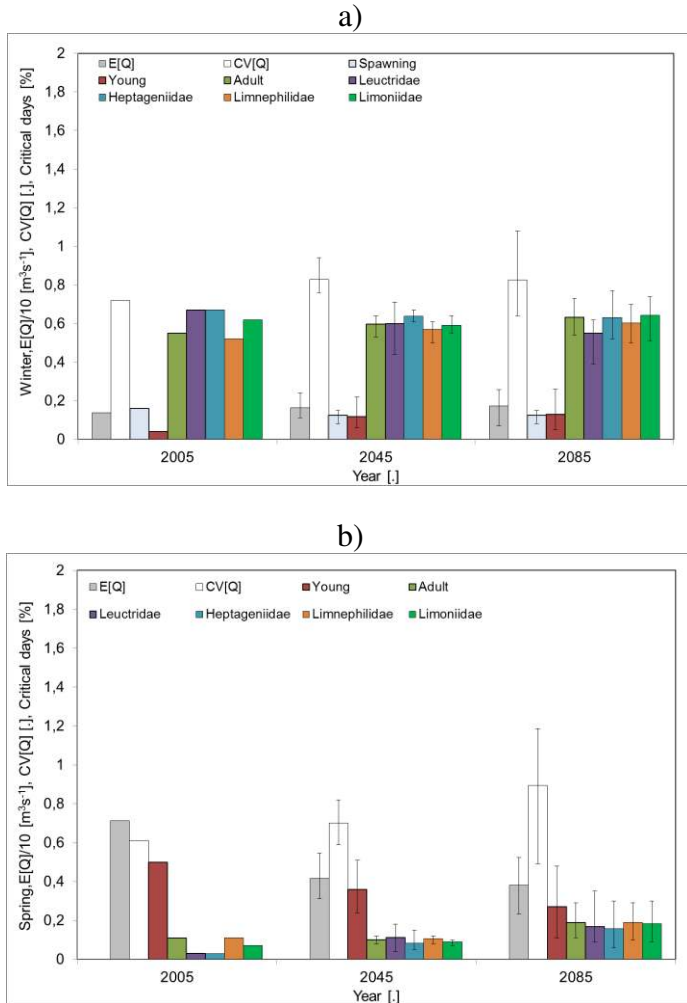 a)
Winter,E[Q]/10 [m³s⁻¹], CV[Q] [.], Critical days [%]
2
1,8
1,6
1,4
1,2
1
0,8
0,6
0,4
0,2
0
E[Q] CV[Q] Spawning
Young Adult Leuctridae
Heptageniidae Limnephilidae Limoniidae
2005 2045 2085
Year [.]
b)
Spring,E[Q]/10 [m³s⁻¹], CV[Q] [.], Critical days [%]
2
1,8
1,6
1,4
1,2
1
0,8
0,6
0,4
0,2
0
E[Q] CV[Q] Young Adult
Leuctridae Heptageniidae Limnephilidae Limoniidae
2005 2045 2085
Year [.]